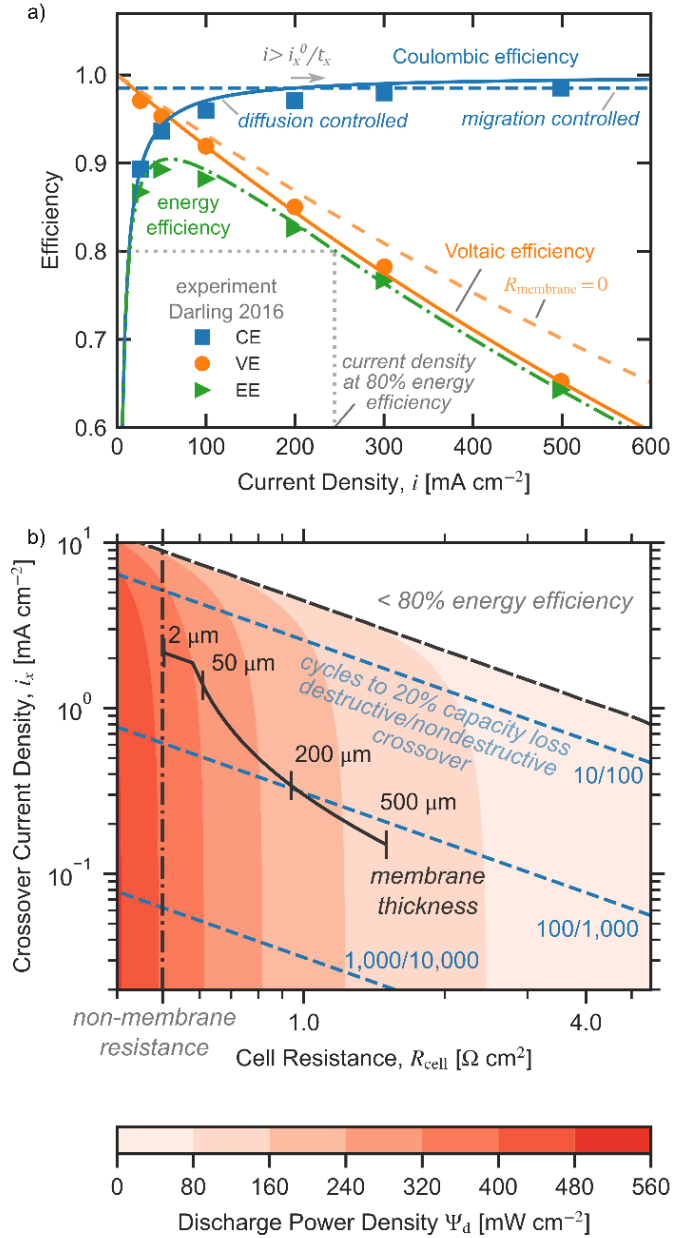 a)
i > i_x^0/t_x
Coulombic efficiency
1.0
diffusion controlled
migration controlled
0.9
energy
efficiency
Efficiency
0.8
Voltaic efficiency
R_membrane = 0
experiment
Darling 2016
CE
VE
EE
0.7
current density
at 80% energy
efficiency
0.6
0 100 200 300 400 500 600
Current Density, i [mA cm⁻²]
b)
10¹
< 80% energy efficiency
2 μm
50 μm
cycles to 20% capacity loss
destructive/nondestructive
crossover
10⁰
10/100
200 μm
500 μm
Crossover Current Density, i_x [mA cm⁻²]
10⁻¹
membrane
thickness
100/1,000
1,000/10,000
non-membrane
resistance
1.0 4.0
Cell Resistance, R_cell [Ω cm²]
0 80 160 240 320 400 480 560
Discharge Power Density Ψ_d [mW cm⁻²]